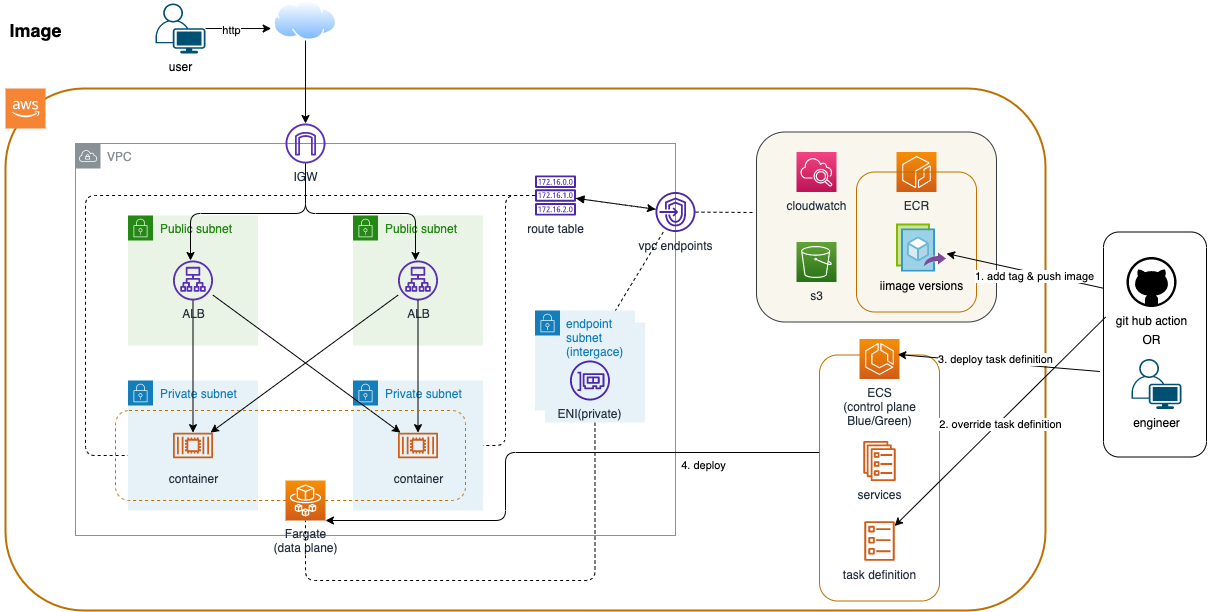 Image
user
http
aws
VPC
IGW
172.16.0.0
172.16.1.0
172.16.2.0
route table
vpc endpoints
Public subnet
Public subnet
ALB
ALB
Private subnet
Private subnet
container
container
Fargate
(data plane)
endpoint
subnet
(intergace)
ENI(private)
cloudwatch
ECR
s3
iimage versions
1. add tag & push image
git hub action
OR
engineer
3. deploy task definition
ECS
(control plane
Blue/Green)
2. override task definition
4. deploy
services
task definition